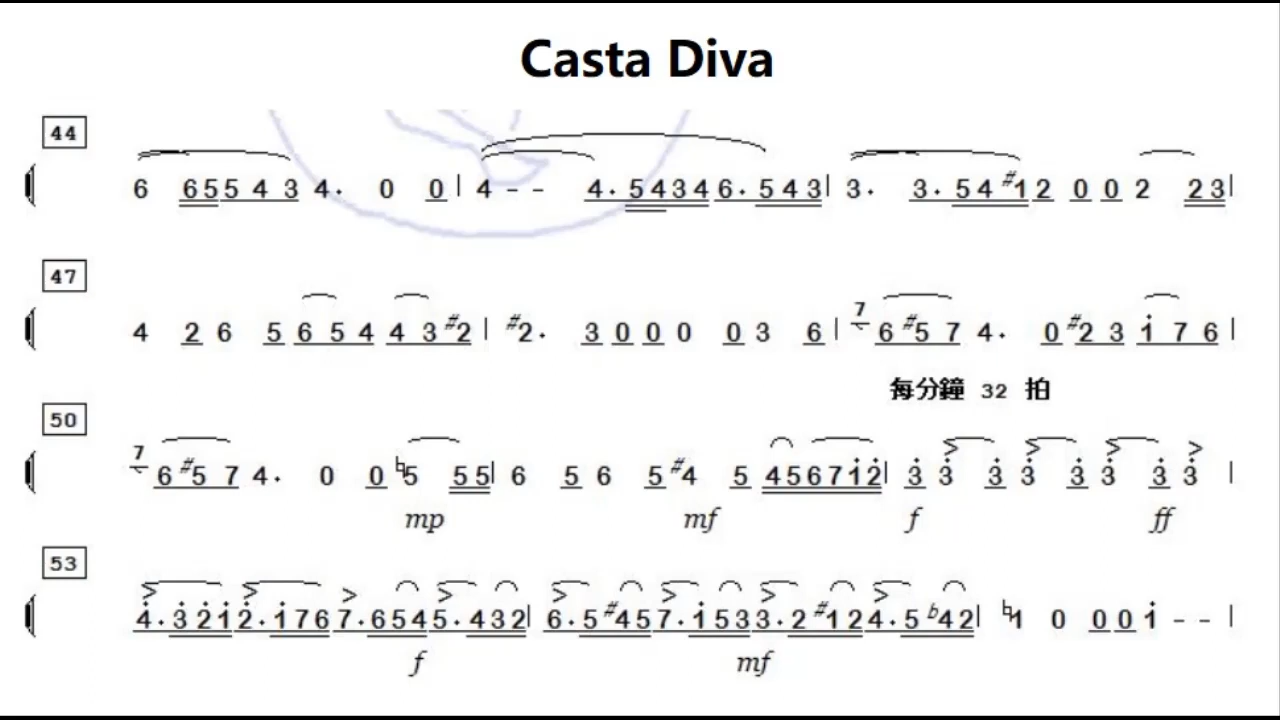 Casta Diva
44
6 6 5 5 4 3 4 . 0 0 | 4 - - 4 . 5 4 3 4 6 . 5 4 3 | 3 . 3 . 5 4 #1 2 0 0 2 2 3 |
47
4 2 6 5 6 5 4 4 3 #2 | #2 . 3 0 0 0 0 3 6 | 7 6 #5 7 4 . 0 #2 3 1̇ 7 6 |
每分鐘 32 拍
50
7 6 #5 7 4 . 0 0 ♮5 5 5 | 6 5 6 5 #4 5 4 5 6 7 1̇ 2̇ | 3̇ 3̇ 3̇ 3̇ 3̇ 3̇ 3̇ 3̇ |
mp mf f ff
53
4̇ . 3̇ 2̇ 1̇ 2̇ . 1̇ 7 6 7 . 6 5 4 5 . 4 3 2 | 6 . 5 #4 5 7 . 1̇ 5 3 3 . 2 #1 2 4 . 5 b4 2 | ♮1 0 0 0 1̇ - - |
f mf